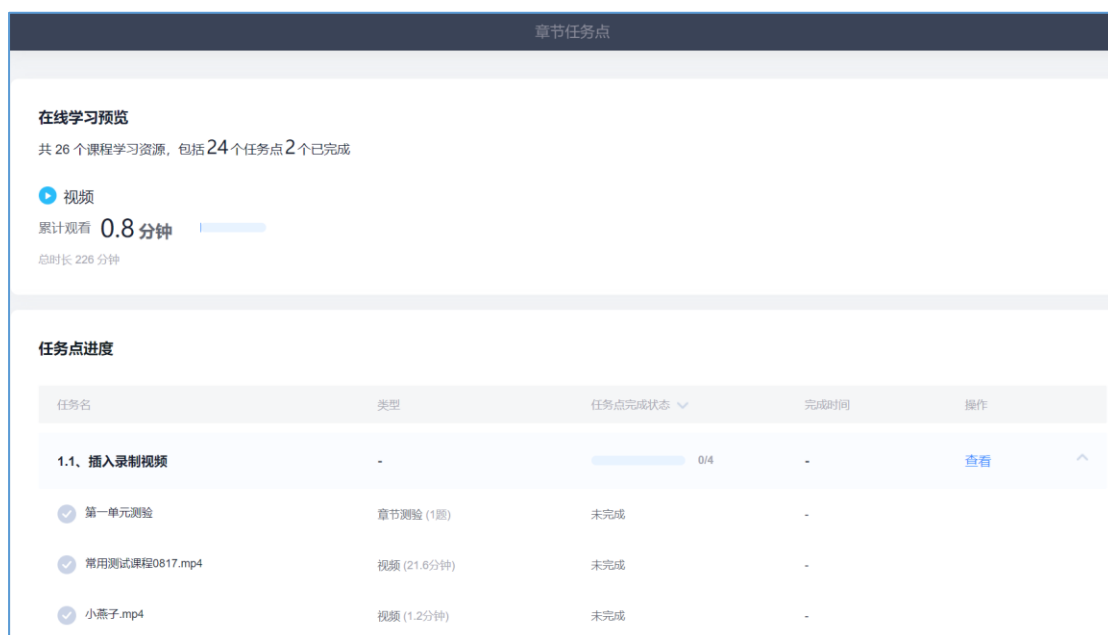 章节任务点
在线学习预览
共 26 个课程学习资源，包括24个任务点2个已完成
视频
累计观看 0.8 分钟
总时长 226 分钟
任务点进度
任务名 类型 任务点完成状态 完成时间 操作
1.1、插入录制视频 - 0/4 - 查看
第一单元测验 章节测验 (1题) 未完成 -
常用测试课程0817.mp4 视频 (21.6分钟) 未完成 -
小燕子.mp4 视频 (1.2分钟) 未完成 -